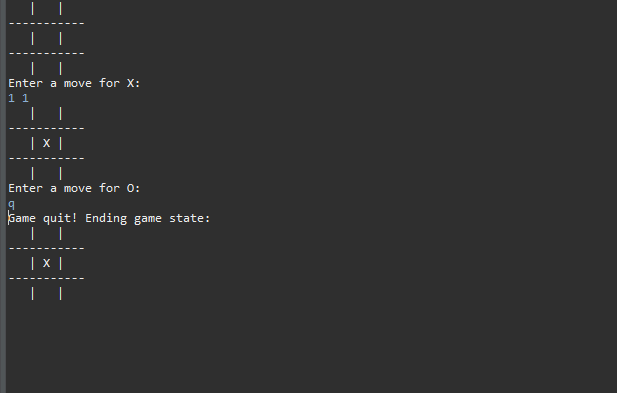 |   |
-----------
   |   |
-----------
   |   |
Enter a move for X:
1 1
   |   |
-----------
   | X |
-----------
   |   |
Enter a move for O:
q
Game quit! Ending game state:
   |   |
-----------
   | X |
-----------
   |   |